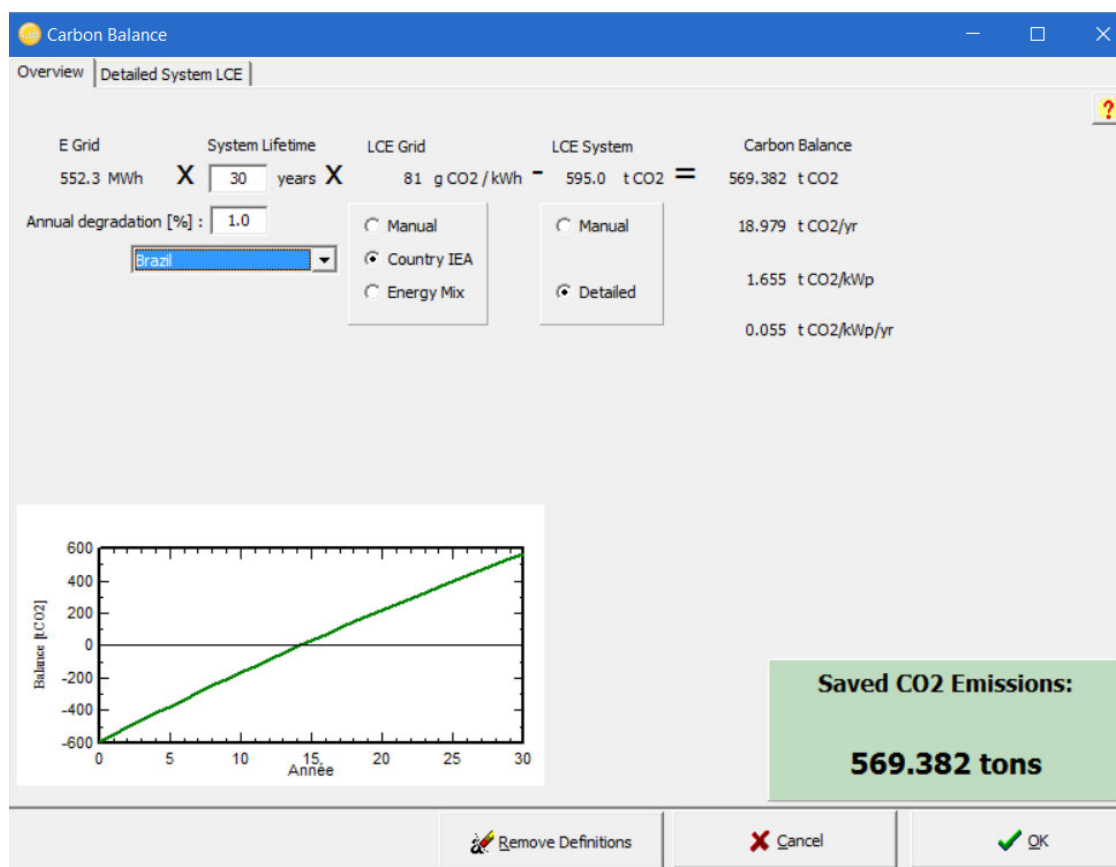 Carbon Balance
Overview Detailed System LCE
?
E Grid System Lifetime LCE Grid LCE System Carbon Balance
552.3 MWh X 30 years X 81 g CO2 / kWh - 595.0 t CO2 = 569.382 t CO2
Annual degradation [%] : 1.0 Manual Manual 18.979 t CO2/yr
Brazil Country IEA 1.655 t CO2/kWp
Energy Mix Detailed
0.055 t CO2/kWp/yr
600
400
200
0
-200
-400
-600
Balance [tCO2]
0 5 10 15 20 25 30
Année
Saved CO2 Emissions:
569.382 tons
Remove Definitions Cancel OK